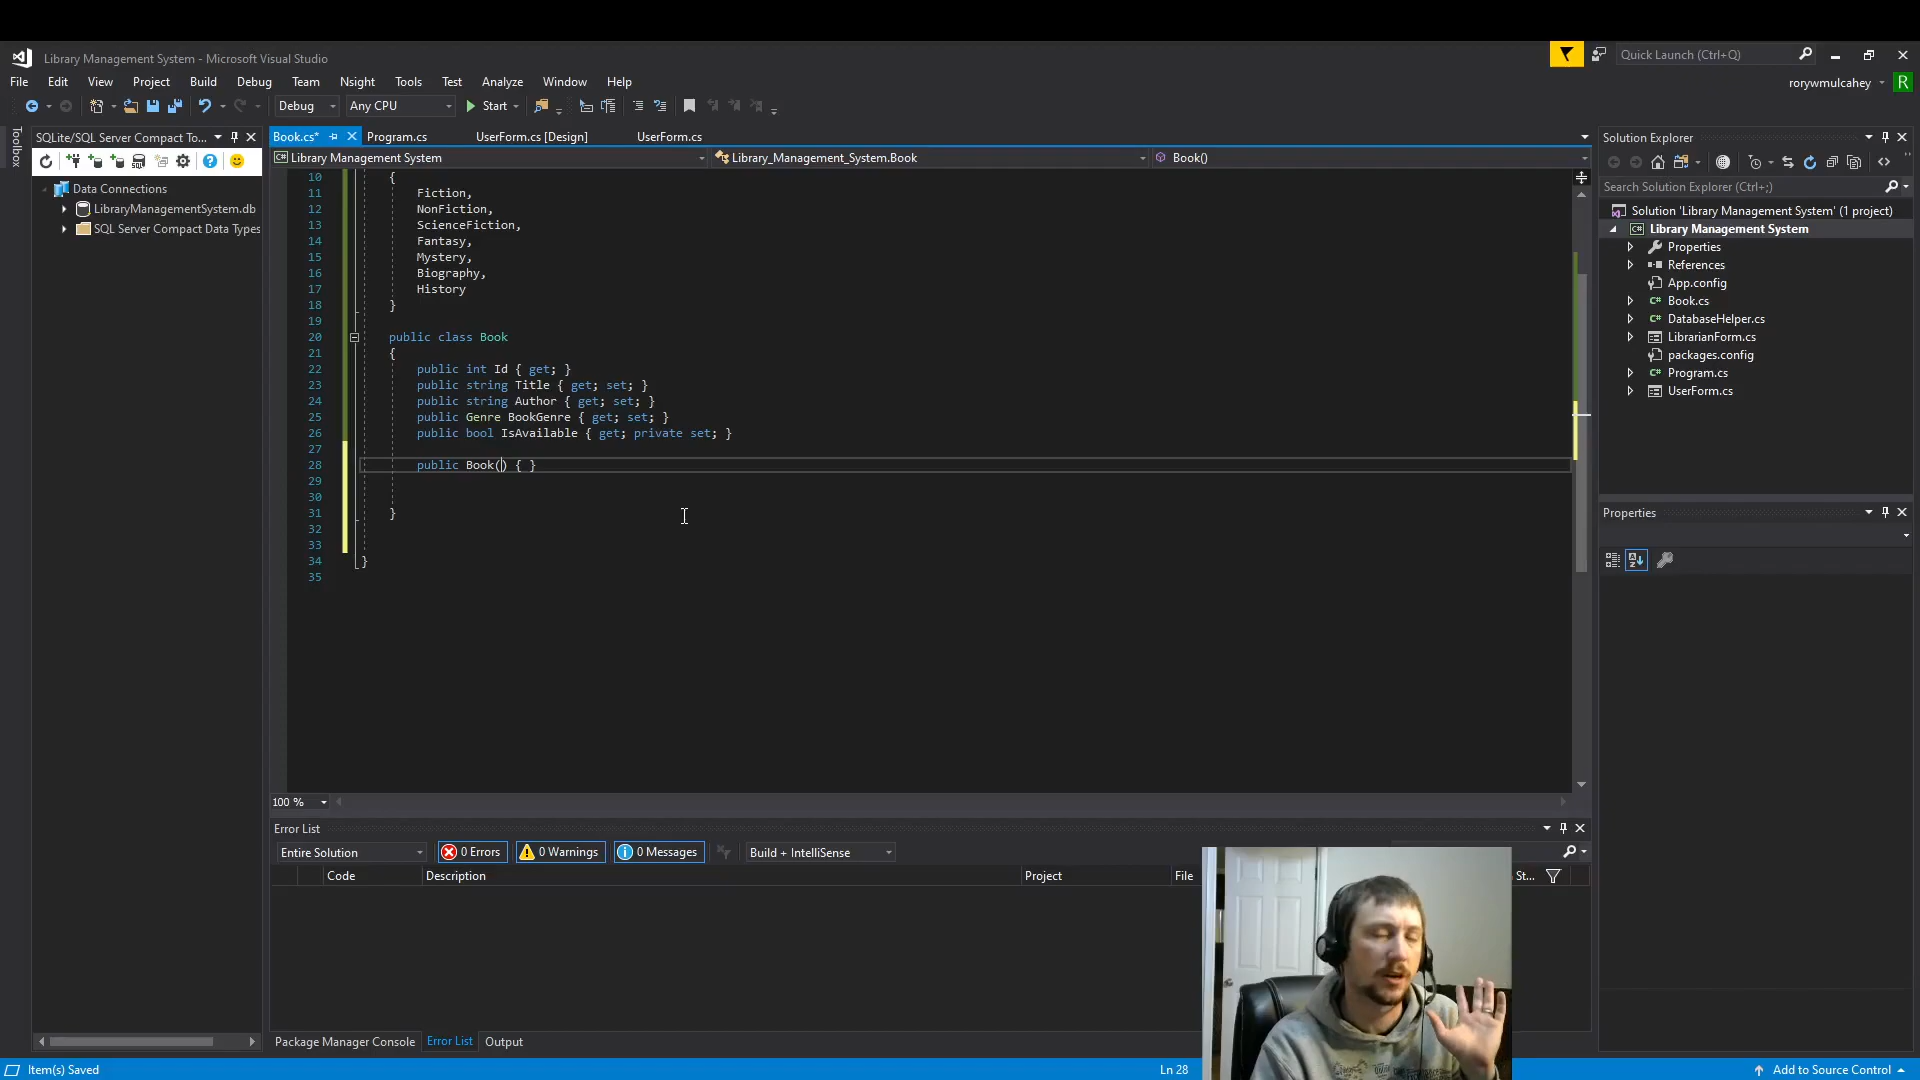 Library Management System - Microsoft Visual Studio
Quick Launch (Ctrl+Q)
File Edit View Project Build Debug Team Nsight Tools Test Analyze Window Help
rorywmulcahey R
Debug Any CPU Start
Toolbox
SQLite/SQL Server Compact To...
Data Connections
LibraryManagementSystem.db
SQL Server Compact Data Types
Book.cs* Program.cs UserForm.cs [Design] UserForm.cs
Library Management System Library_Management_System.Book Book()
10 {
11 Fiction,
12 NonFiction,
13 ScienceFiction,
14 Fantasy,
15 Mystery,
16 Biography,
17 History
18 }
19
20 public class Book
21 {
22 public int Id { get; }
23 public string Title { get; set; }
24 public string Author { get; set; }
25 public Genre BookGenre { get; set; }
26 public bool IsAvailable { get; private set; }
27
28 public Book() { }
29
30
31 }
32
33
34 }
35
100 %
Error List
Entire Solution 0 Errors 0 Warnings 0 Messages Build + IntelliSense
Code Description Project File St...
Package Manager Console Error List Output
Solution Explorer
Search Solution Explorer (Ctrl+;)
Solution 'Library Management System' (1 project)
Library Management System
Properties
References
App.config
Book.cs
DatabaseHelper.cs
LibrarianForm.cs
packages.config
Program.cs
UserForm.cs
Properties
Item(s) Saved Ln 28 Add to Source Control